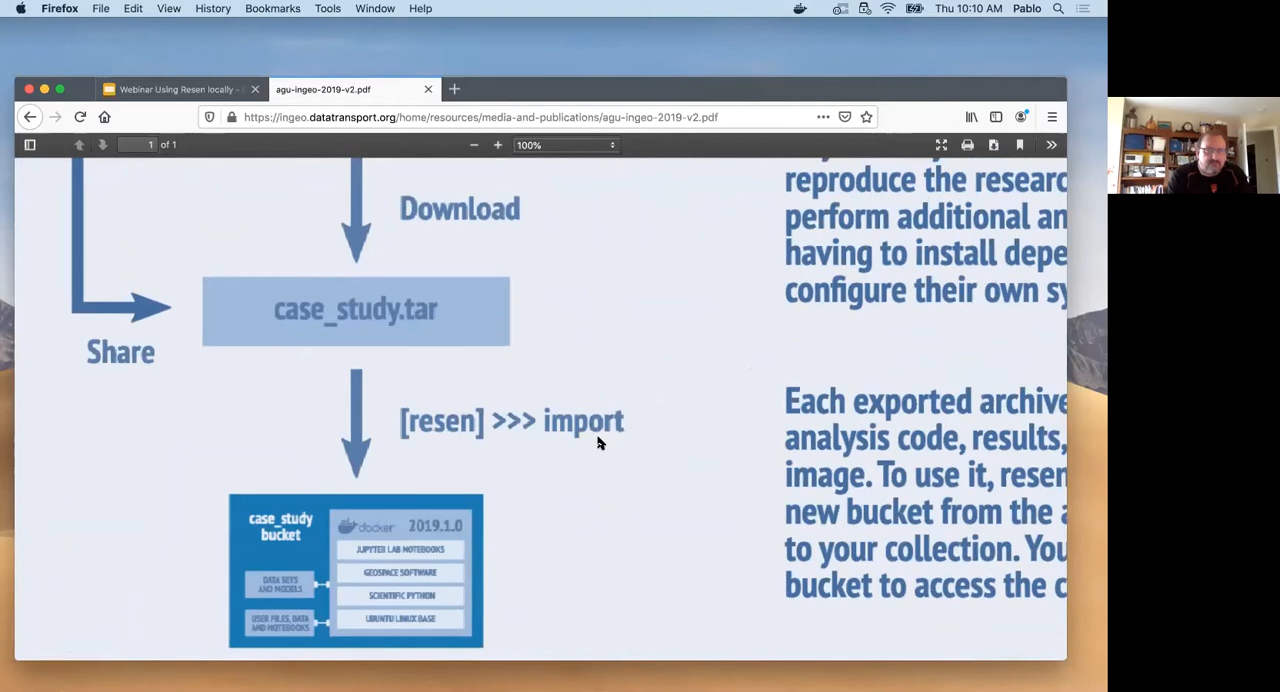 Firefox File Edit View History Bookmarks Tools Window Help Thu 10:10 AM Pablo
Webinar Using Resen locally - agu-ingeo-2019-v2.pdf
https://ingeo.datatransport.org/home/resources/media-and-publications/agu-ingeo-2019-v2.pdf
1 of 1 100%
Download
case_study.tar
Share
[resen] >>> import
case_study
bucket
docker 2019.1.0
JUPYTER LAB NOTEBOOKS
GEOSPACE SOFTWARE
SCIENTIFIC PYTHON
UBUNTU LINUX BASE
DATA SETS
AND MODELS
USER FILES, DATA
AND NOTEBOOKS
reproduce the researc
perform additional an
having to install depe
configure their own sy
Each exported archive
analysis code, results,
image. To use it, resen
new bucket from the a
to your collection. You
bucket to access the c